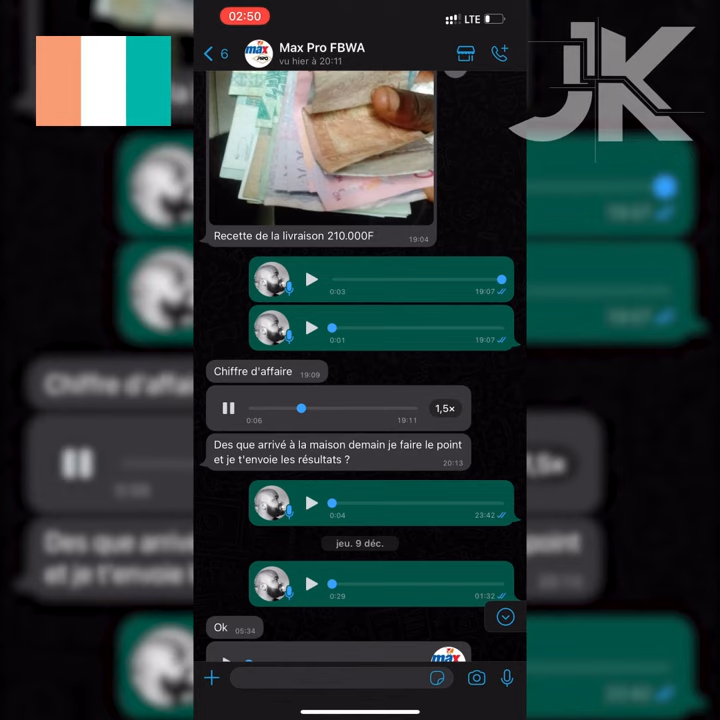 02:50
LTE
6
max
Max Pro FBWA
vu hier à 20:11
JK
Recette de la livraison 210.000F
19:04
0:03
19:07
0:01
19:07
Chiffre d'affaire
19:09
1,5×
0:06
19:11
Des que arrivé à la maison demain je faire le point
et je t'envoie les résultats ?
20:13
0:04
23:42
jeu. 9 déc.
0:29
01:32
Ok
05:34
max